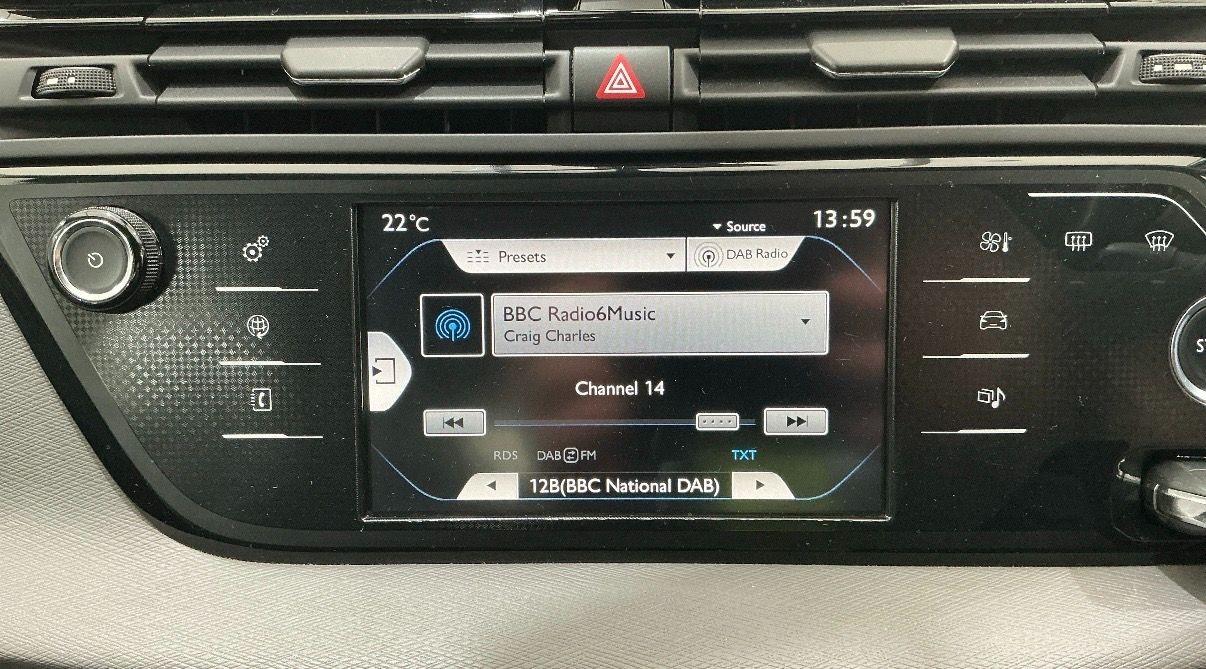 22°C
Source
13:59
Presets
DAB Radio
BBC Radio6Music
Craig Charles
Channel 14
RDS DAB FM
TXT
12B(BBC National DAB)